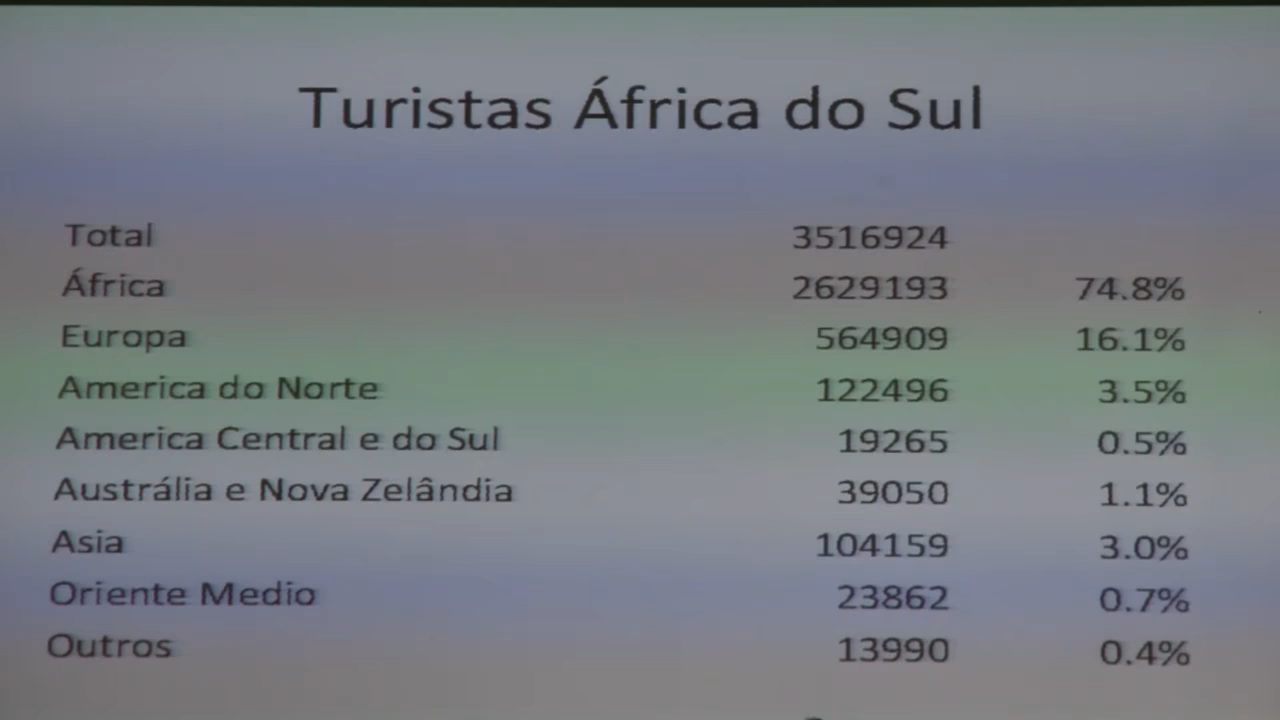 Turistas África do Sul
Total 3516924
África 2629193 74.8%
Europa 564909 16.1%
America do Norte 122496 3.5%
America Central e do Sul 19265 0.5%
Austrália e Nova Zelândia 39050 1.1%
Asia 104159 3.0%
Oriente Medio 23862 0.7%
Outros 13990 0.4%